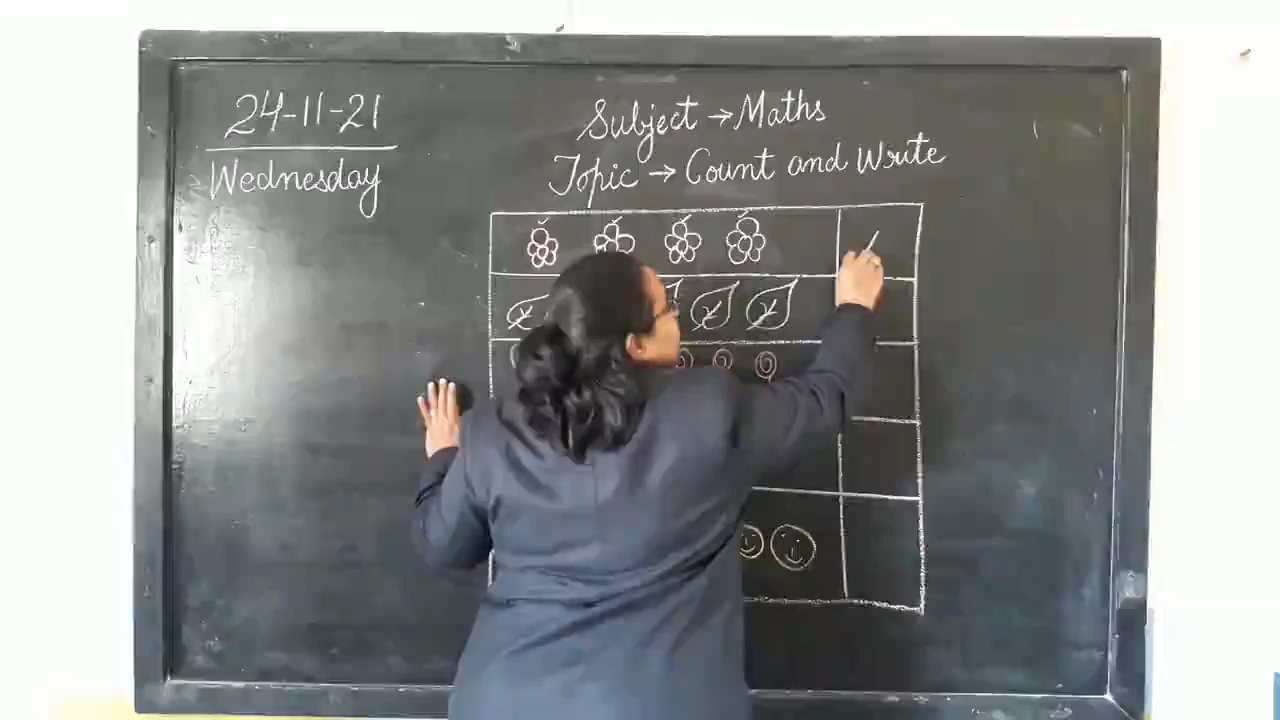 24-11-21
Wednesday
Subject → Maths
Topic → Count and Write